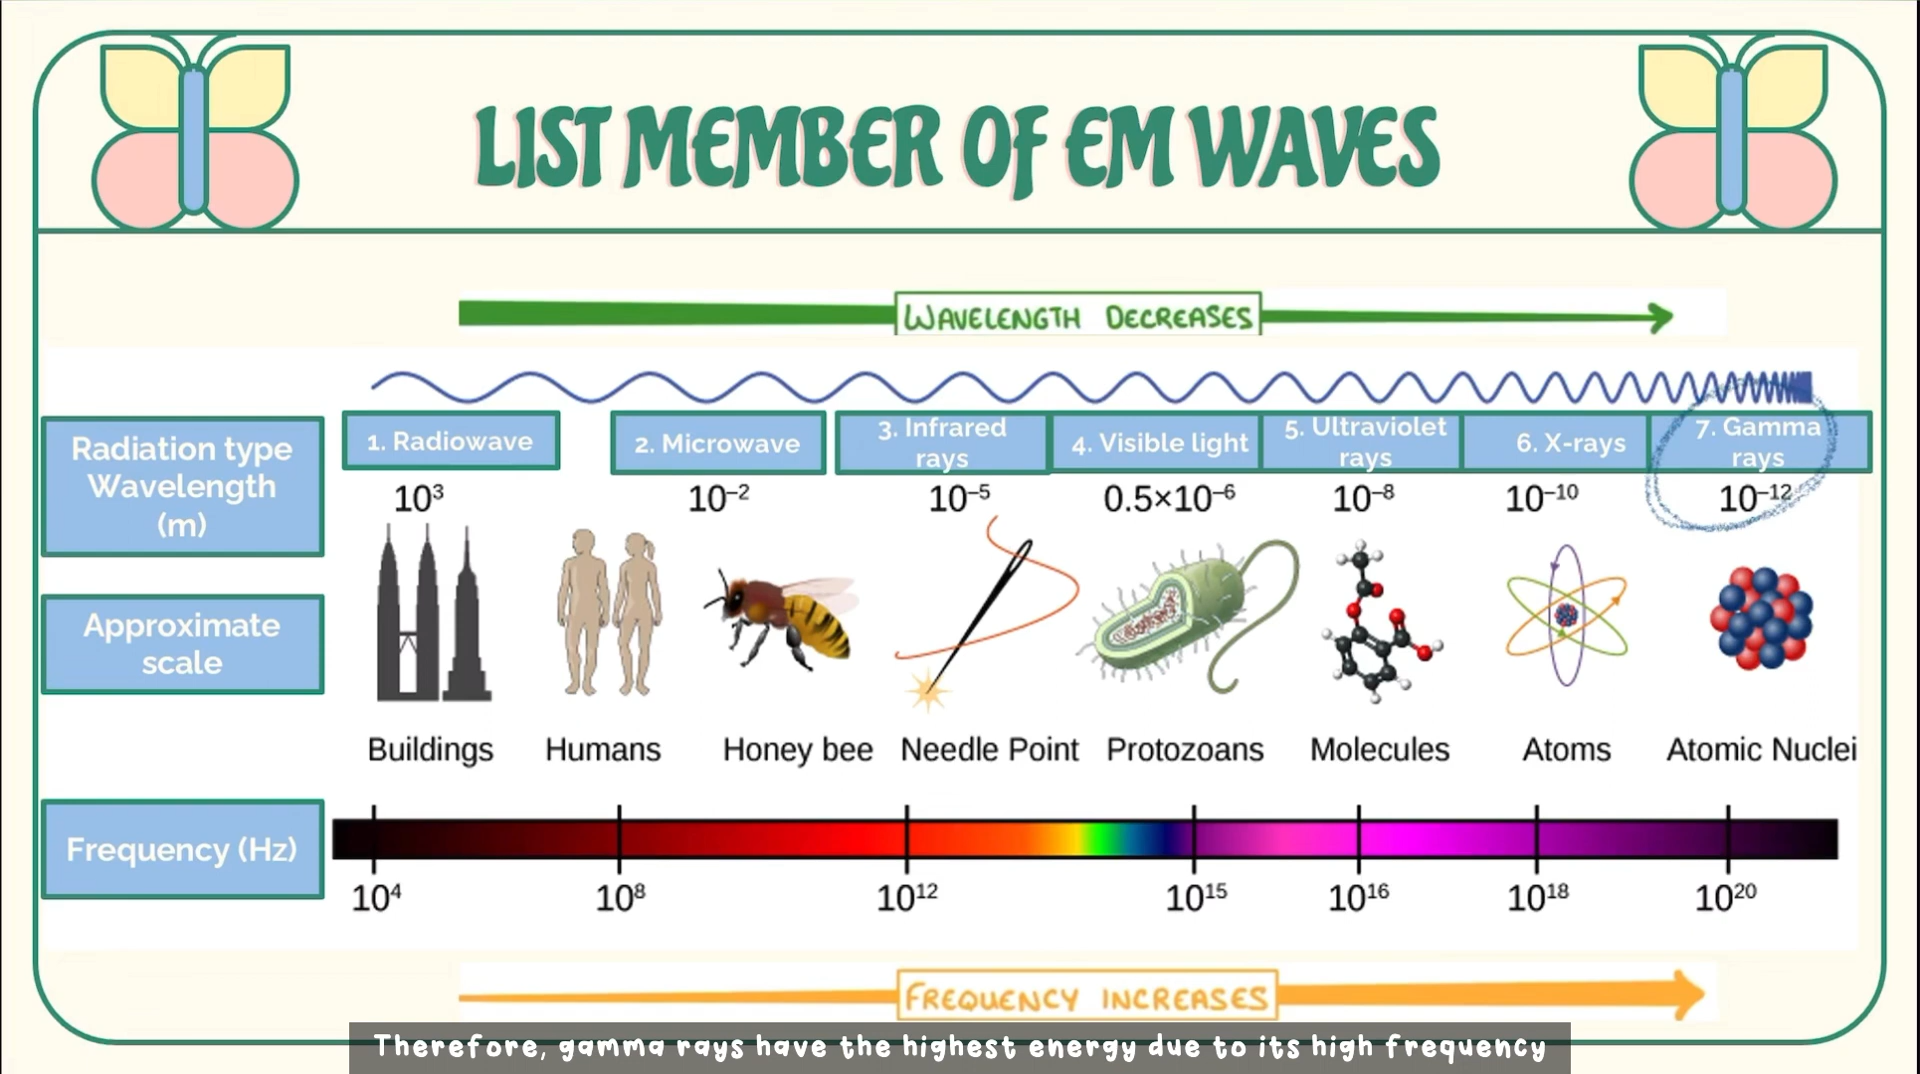 LIST MEMBER OF EM WAVES
WAVELENGTH DECREASES
Radiation type
Wavelength
(m)
1. Radiowave
2. Microwave
3. Infrared
rays
4. Visible light
5. Ultraviolet
rays
6. X-rays
7. Gamma
rays
10³
10⁻²
10⁻⁵
0.5×10⁻⁶
10⁻⁸
10⁻¹⁰
10⁻¹²
Approximate
scale
Buildings
Humans
Honey bee
Needle Point
Protozoans
Molecules
Atoms
Atomic Nuclei
Frequency (Hz)
10⁴
10⁸
10¹²
10¹⁵
10¹⁶
10¹⁸
10²⁰
FREQUENCY INCREASES
Therefore, gamma rays have the highest energy due to its high frequency